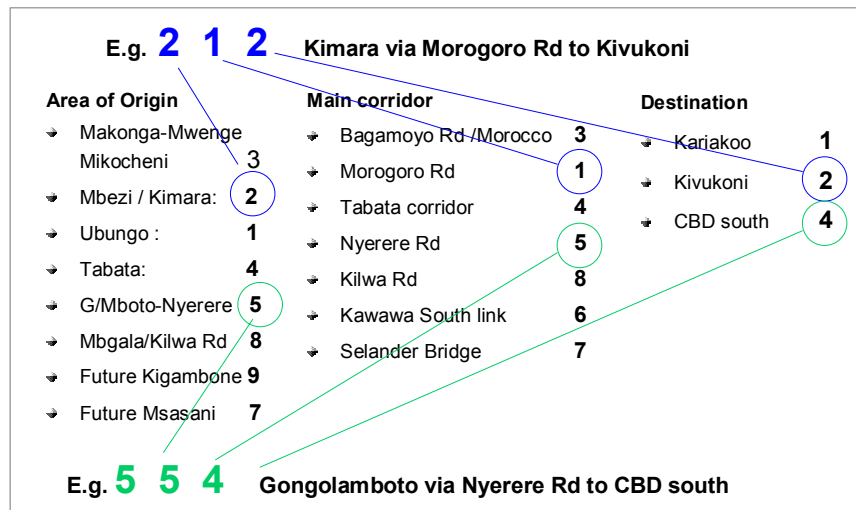 E.g. 2 1 2 Kimara via Morogoro Rd to Kivukoni
Area of Origin
Makonga-Mwenge
Mikocheni 3
Mbezi / Kimara: 2
Ubungo : 1
Tabata: 4
G/Mboto-Nyerere 5
Mbgala/Kilwa Rd 8
Future Kigambone 9
Future Msasani 7
Main corridor
Bagamoyo Rd /Morocco 3
Morogoro Rd 1
Tabata corridor 4
Nyerere Rd 5
Kilwa Rd 8
Kawawa South link 6
Selander Bridge 7
Destination
Kariakoo 1
Kivukoni 2
CBD south 4
E.g. 5 5 4 Gongolamboto via Nyerere Rd to CBD south